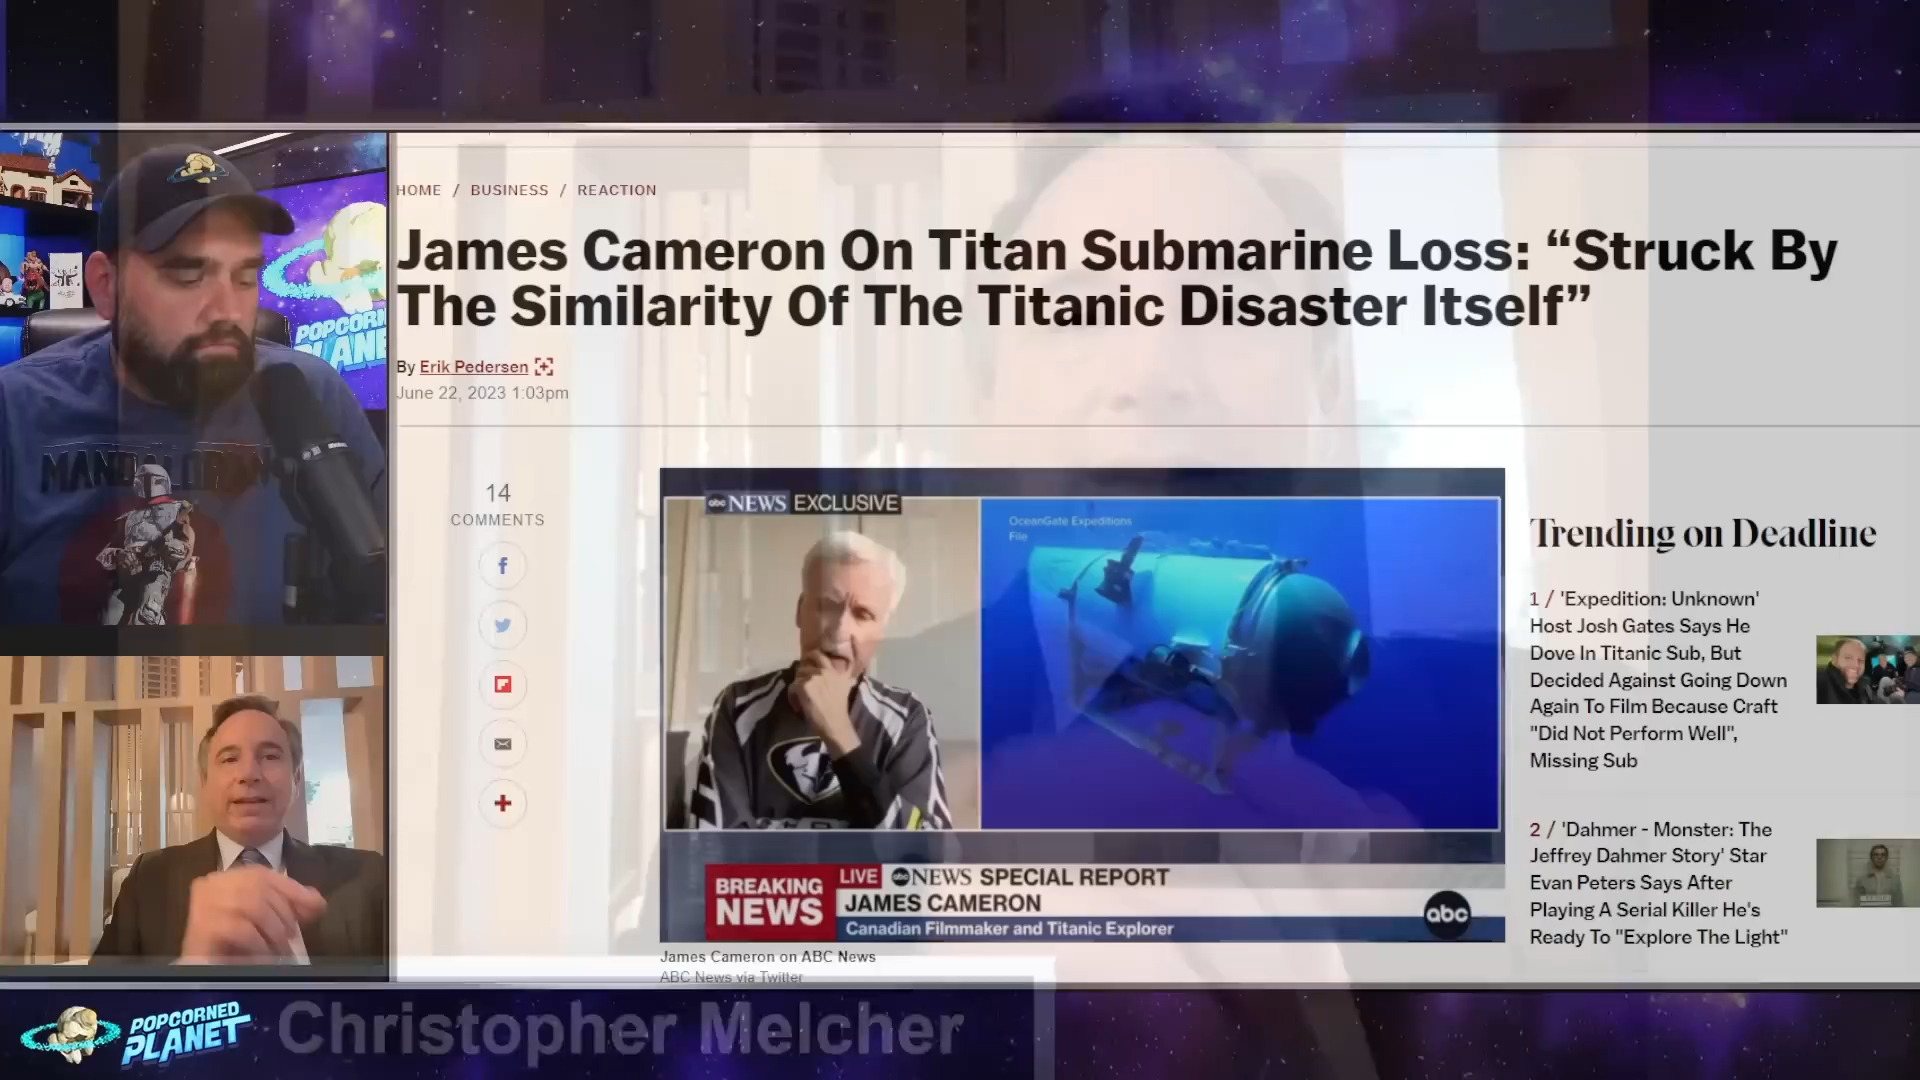 HOME / BUSINESS / REACTION
James Cameron On Titan Submarine Loss: “Struck By
The Similarity Of The Titanic Disaster Itself”
By Erik Pedersen
June 22, 2023 1:03pm
POPCORN
PLANE
MANDALORIAN
14
COMMENTS
abc NEWS EXCLUSIVE
OceanGate Expeditions
File
BREAKING
NEWS
LIVE abc NEWS SPECIAL REPORT
JAMES CAMERON
Canadian Filmmaker and Titanic Explorer
abc
James Cameron on ABC News
ABC News via Twitter
Trending on Deadline
1 / 'Expedition: Unknown'
Host Josh Gates Says He
Dove In Titanic Sub, But
Decided Against Going Down
Again To Film Because Craft
"Did Not Perform Well",
Missing Sub
2 / 'Dahmer - Monster: The
Jeffrey Dahmer Story' Star
Evan Peters Says After
Playing A Serial Killer He's
Ready To "Explore The Light"
POPCORNED
PLANET
Christopher Melcher